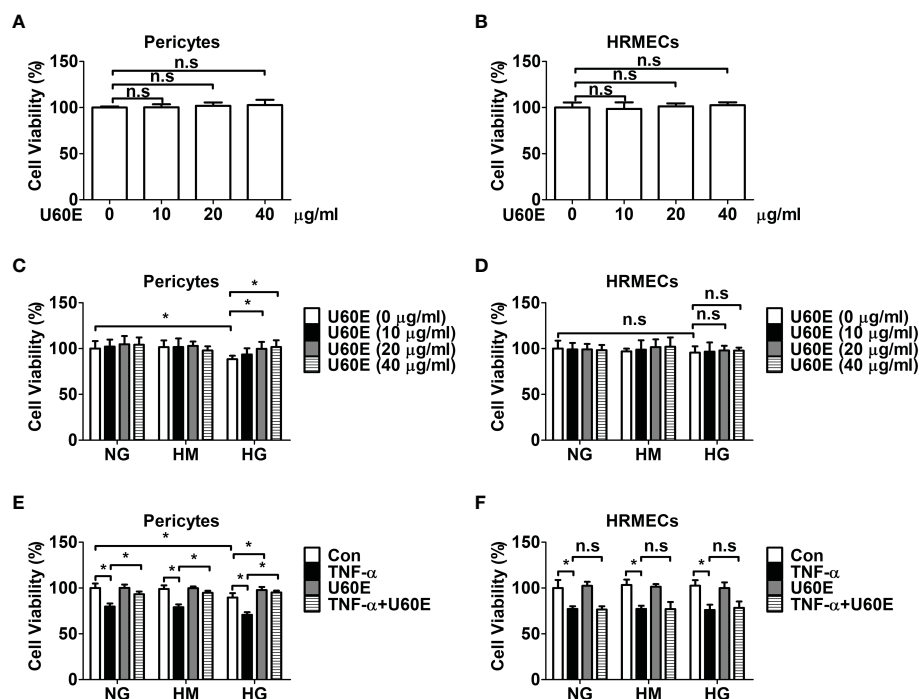 A
Pericytes
Cell Viability (%)
150
100
50
0
n.s
n.s
n.s
U60E 0 10 20 40 μg/ml
B
HRMECs
Cell Viability (%)
150
100
50
0
n.s
n.s
n.s
U60E 0 10 20 40 μg/ml
C
Pericytes
Cell Viability (%)
150
100
50
0
*
*
*
NG HM HG
U60E (0 μg/ml)
U60E (10 μg/ml)
U60E (20 μg/ml)
U60E (40 μg/ml)
D
HRMECs
Cell Viability (%)
150
100
50
0
n.s
n.s
n.s
NG HM HG
U60E (0 μg/ml)
U60E (10 μg/ml)
U60E (20 μg/ml)
U60E (40 μg/ml)
E
Pericytes
Cell Viability (%)
150
100
50
0
*
* *
* *
* * *
NG HM HG
Con
TNF-α
U60E
TNF-α+U60E
F
HRMECs
Cell Viability (%)
150
100
50
0
* n.s
* n.s
* n.s
NG HM HG
Con
TNF-α
U60E
TNF-α+U60E